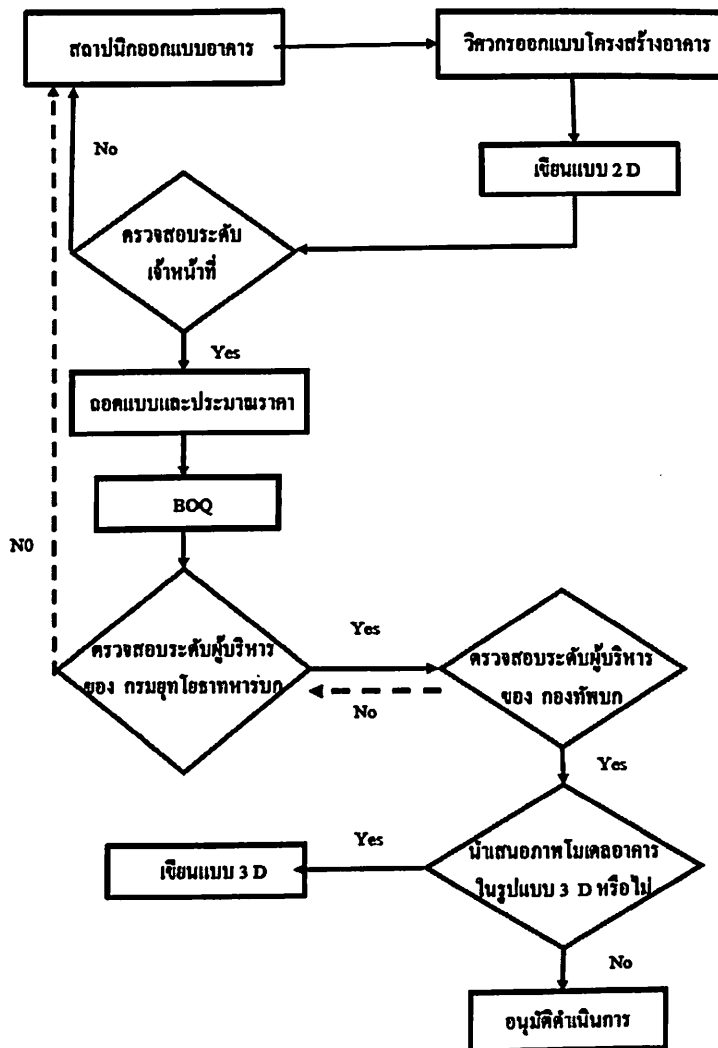 สถาปนิกออกแบบอาคาร
วิศวกรออกแบบโครงสร้างอาคาร
No
เขียนแบบ 2 D
ตรวจสอบระดับ
เจ้าหน้าที่
Yes
ถอดแบบและประมาณราคา
BOQ
N0
ตรวจสอบระดับผู้บริหาร
ของ กรมยุทโยธาทหารบก
Yes
No
ตรวจสอบระดับผู้บริหาร
ของ กองทัพบก
Yes
นำเสนอภาพโมเดลอาคาร
ในรูปแบบ 3 D หรือไม่
Yes
เขียนแบบ 3 D
No
อนุมัติดำเนินการ